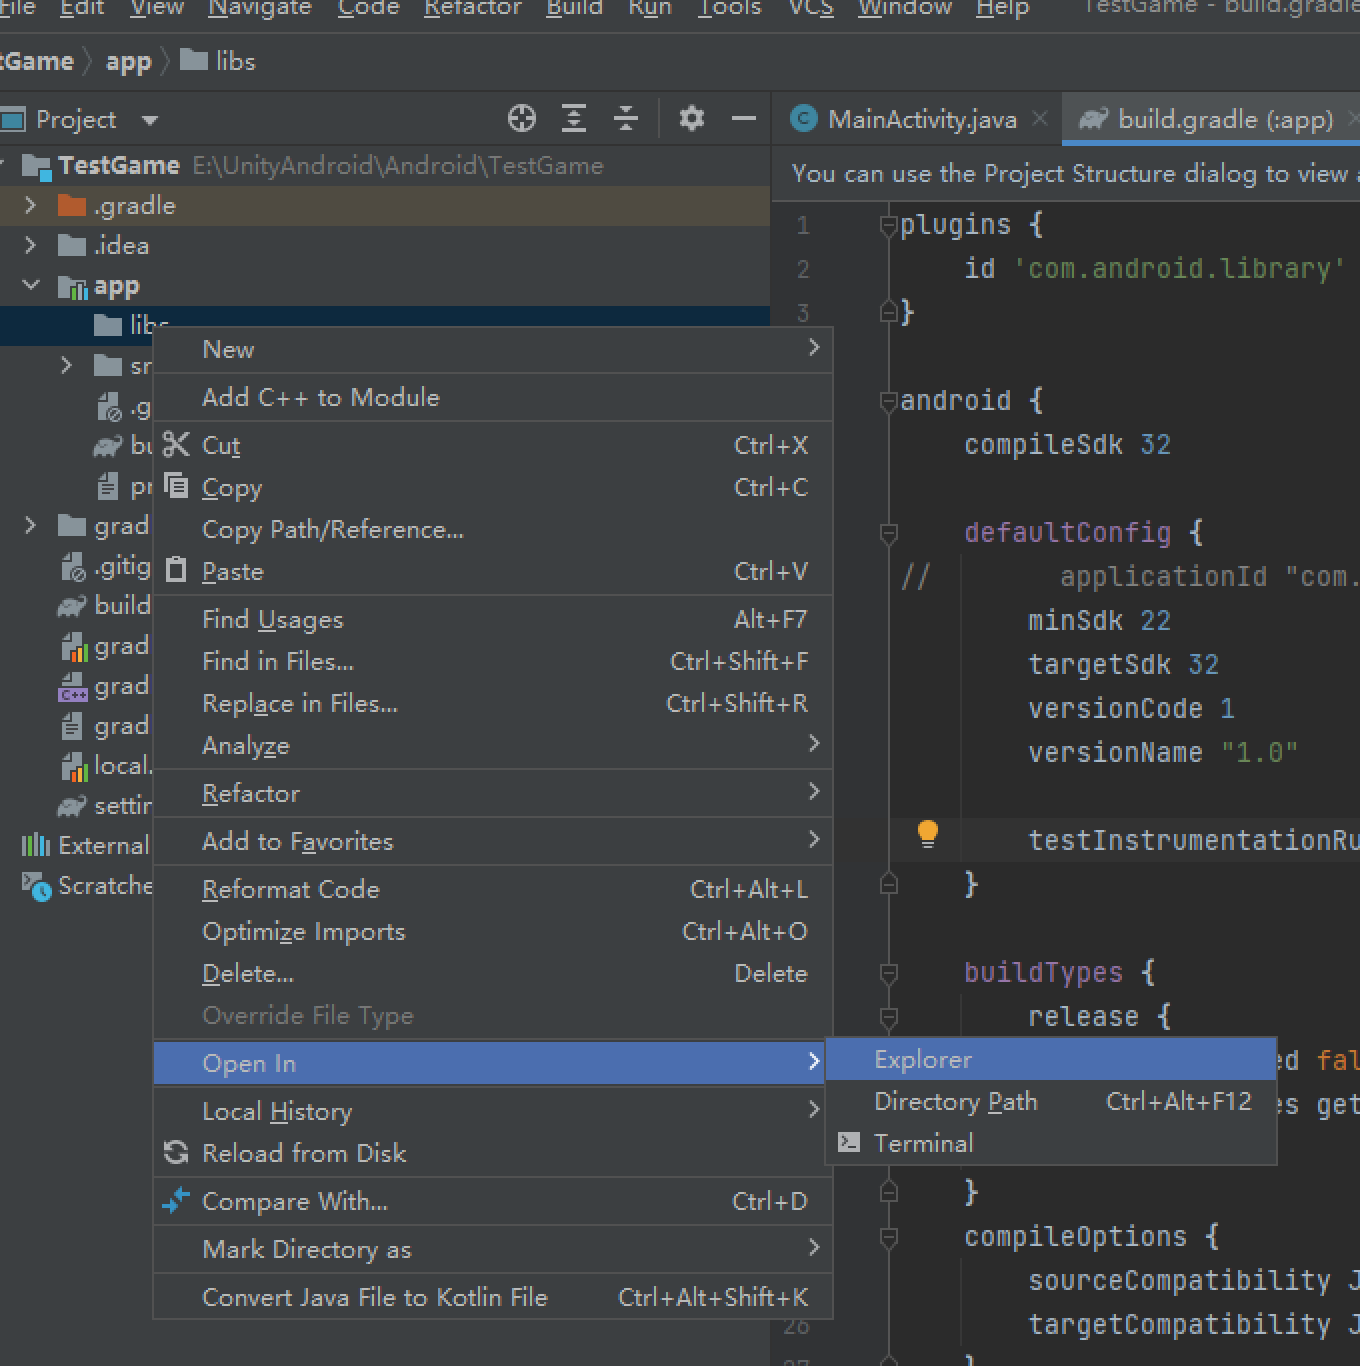 File Edit View Navigate Code Refactor Build Run Tools VCS Window Help TestGame - build.gradle
tGame app libs
Project
MainActivity.java
build.gradle (:app)
TestGame E:\UnityAndroid\Android\TestGame
You can use the Project Structure dialog to view a
.gradle
.idea
app
libs
sr
.g
bu
pr
grad
.gitig
build
grad
C++ grad
grad
local.
settin
External
Scratche
New
Add C++ to Module
Cut Ctrl+X
Copy Ctrl+C
Copy Path/Reference...
Paste Ctrl+V
Find Usages Alt+F7
Find in Files... Ctrl+Shift+F
Replace in Files... Ctrl+Shift+R
Analyze
Refactor
Add to Favorites
Reformat Code Ctrl+Alt+L
Optimize Imports Ctrl+Alt+O
Delete... Delete
Override File Type
Open In
Local History
Reload from Disk
Compare With... Ctrl+D
Mark Directory as
Convert Java File to Kotlin File Ctrl+Alt+Shift+K
Explorer
Directory Path Ctrl+Alt+F12
Terminal
1 plugins {
2 id 'com.android.library'
3 }
android {
compileSdk 32
defaultConfig {
// applicationId "com.
minSdk 22
targetSdk 32
versionCode 1
versionName "1.0"
testInstrumentationRu
}
buildTypes {
release {
ed fal
es get
}
compileOptions {
sourceCompatibility J
26 targetCompatibility J
27 }